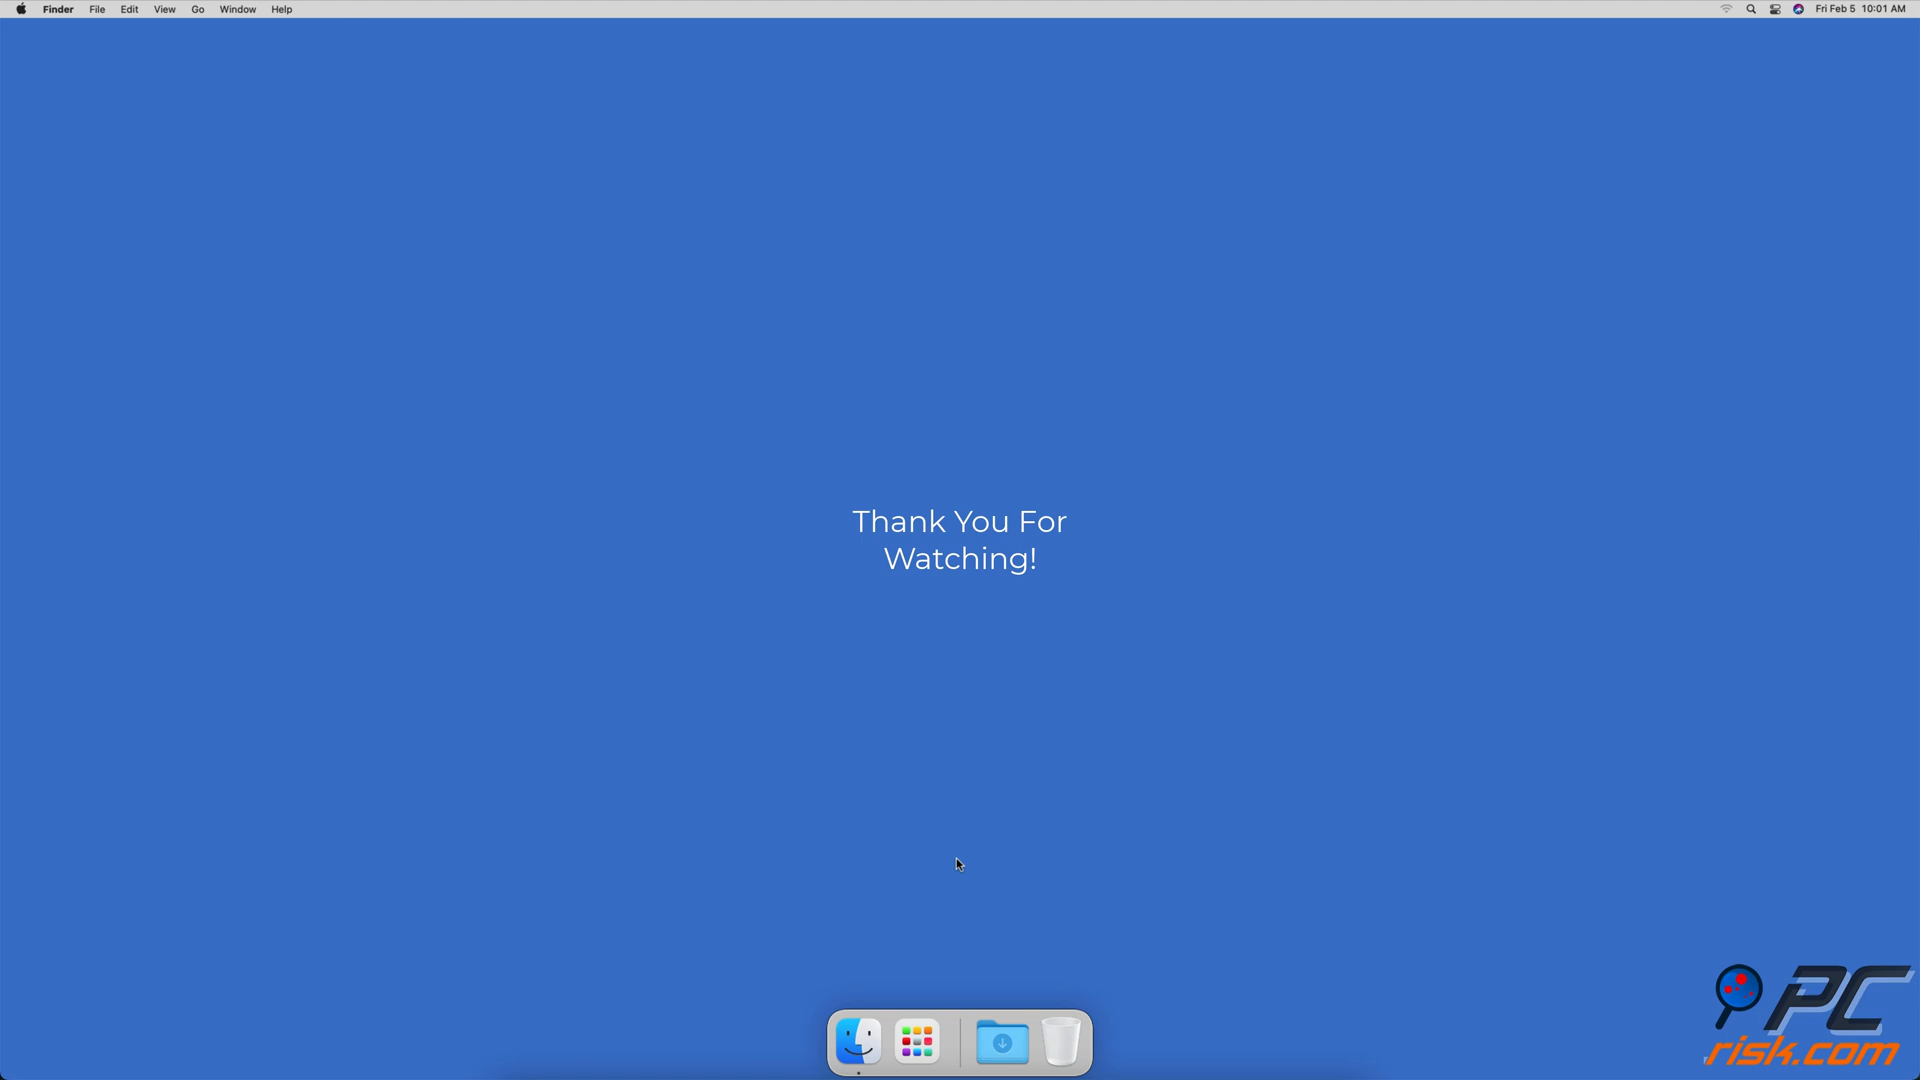 Finder File Edit View Go Window Help Fri Feb 5 10:01 AM
Thank You For
Watching!
PC
risk.com